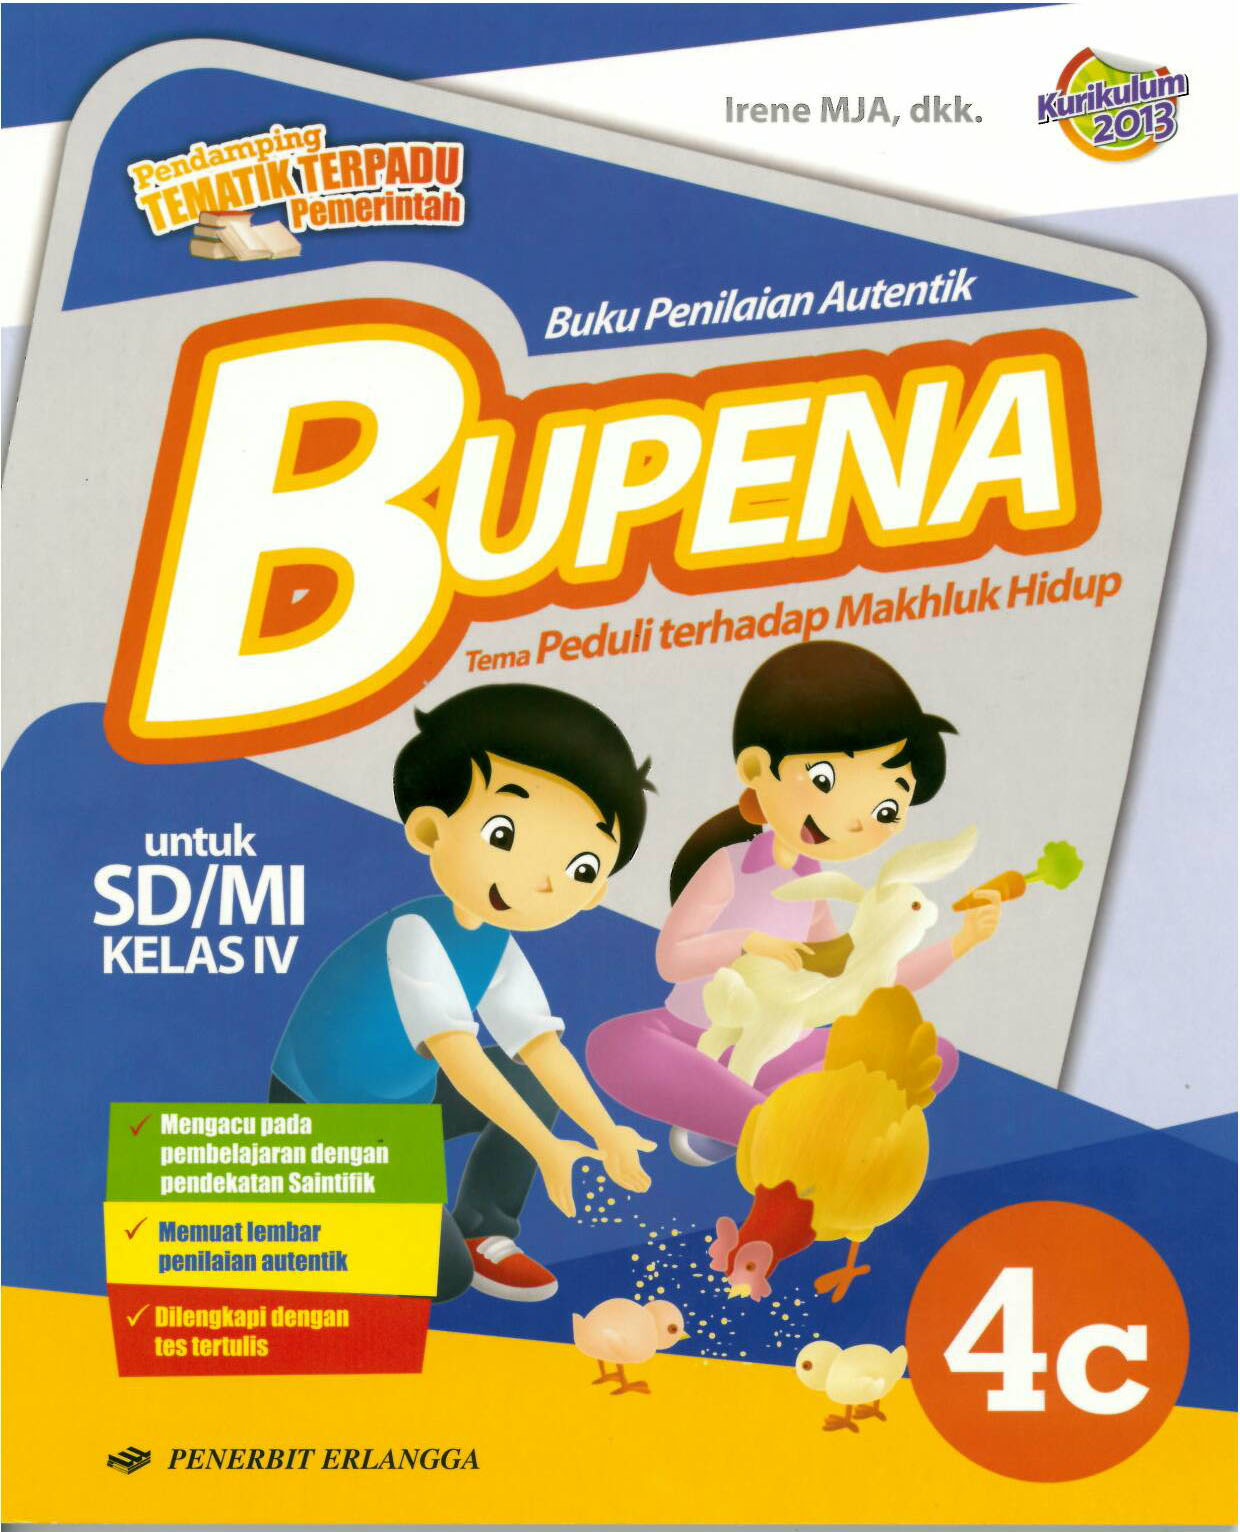 Irene MJA, dkk.
Kurikulum
2013
Pendamping
TEMATIK TERPADU
Pemerintah
Buku Penilaian Autentik
BUPENA
Tema Peduli terhadap Makhluk Hidup
untuk
SD/MI
KELAS IV
✓ Mengacu pada
pembelajaran dengan
pendekatan Saintifik
✓ Memuat lembar
penilaian autentik
✓ Dilengkapi dengan
tes tertulis
4c
PENERBIT ERLANGGA